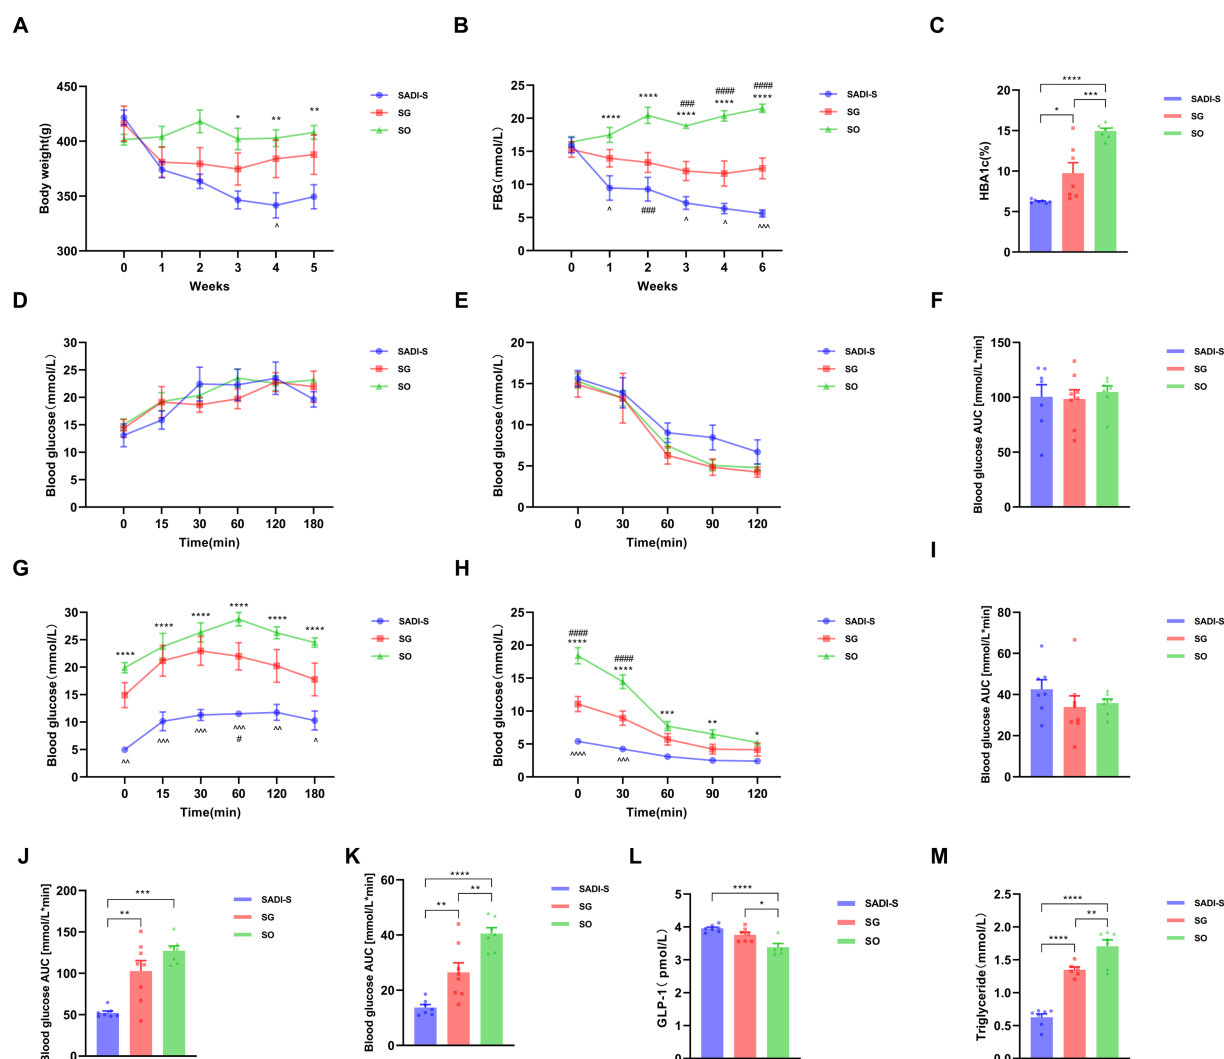 A
Body weight(g)
450
400
350
300
0 1 2 3 4 5
Weeks
* ** **
^
SADI-S
SG
SO
B
FBG (mmol/L)
25
20
15
10
5
0
0 1 2 3 4 5 6
Weeks
### #### ####
**** **** **** **** ****
^ ### ^ ^ ^^^
SADI-S
SG
SO
C
HBA1c(%)
20
15
10
5
0
****
***
*
SADI-S
SG
SO
D
Blood glucose (mmol/L)
30
25
20
15
10
5
0
0 15 30 60 120 180
Time(min)
SADI-S
SG
SO
E
Blood glucose (mmol/L)
20
15
10
5
0
0 30 60 90 120
Time(min)
SADI-S
SG
SO
F
Blood glucose AUC [mmol/L*min]
150
100
50
0
SADI-S
SG
SO
G
Blood glucose (mmol/L)
30
25
20
15
10
5
0
0 15 30 60 120 180
Time(min)
**** **** **** **** **** ****
^^ ^^^ ^^^ ^^^ ^^ ^
#
SADI-S
SG
SO
H
Blood glucose (mmol/L)
25
20
15
10
5
0
0 30 60 90 120
Time(min)
#### ####
**** **** *** ** *
^^^^ ^^^
SADI-S
SG
SO
I
Blood glucose AUC [mmol/L*min]
80
60
40
20
0
SADI-S
SG
SO
J
Blood glucose AUC [mmol/L*min]
200
150
100
50
0
***
**
SADI-S
SG
SO
K
Blood glucose AUC [mmol/L*min]
60
40
20
0
****
**
**
SADI-S
SG
SO
L
GLP-1 ( pmol/L)
5
4
3
2
1
0
****
*
SADI-S
SG
SO
M
Triglyceride (mmol/L)
2.5
2.0
1.5
1.0
0.5
0.0
****
**
****
SADI-S
SG
SO